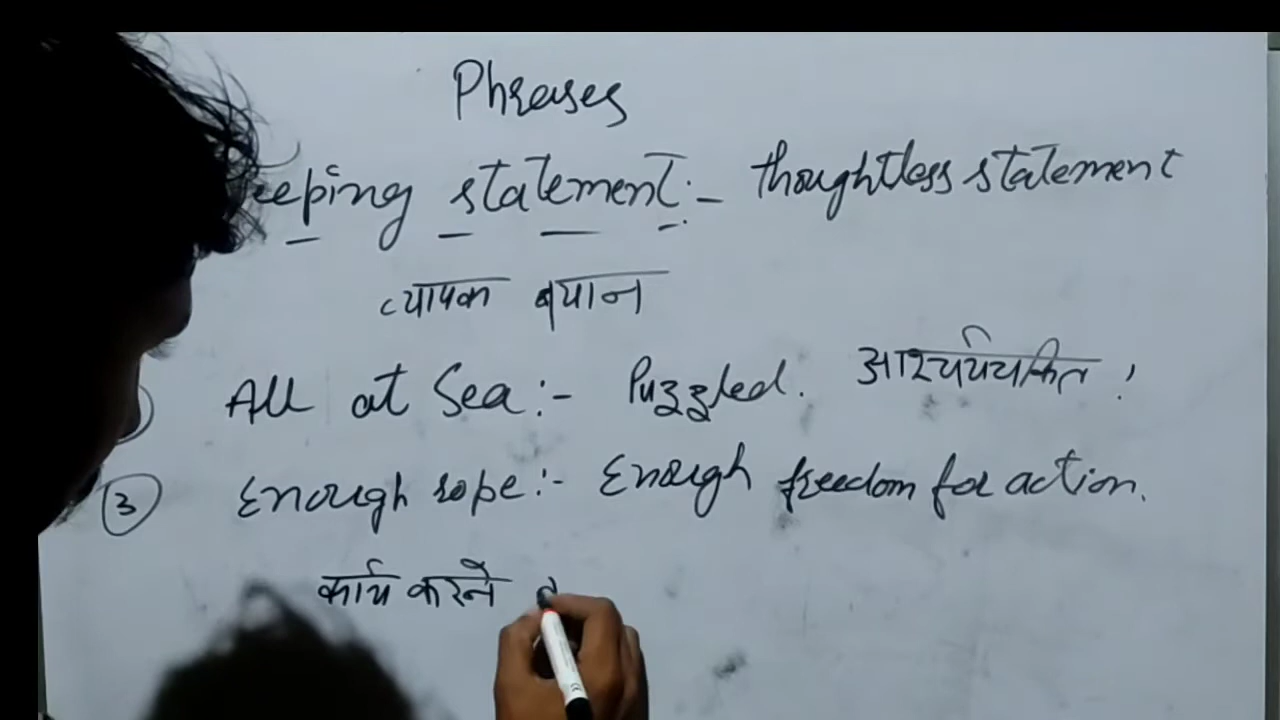 Phrases
eeping statement:- thoughtless statement
व्यापक बयान
All at Sea:- Puzzled. आश्चर्यचकित !
3 Enough rope:- Enough freedom for action.
कार्य करने